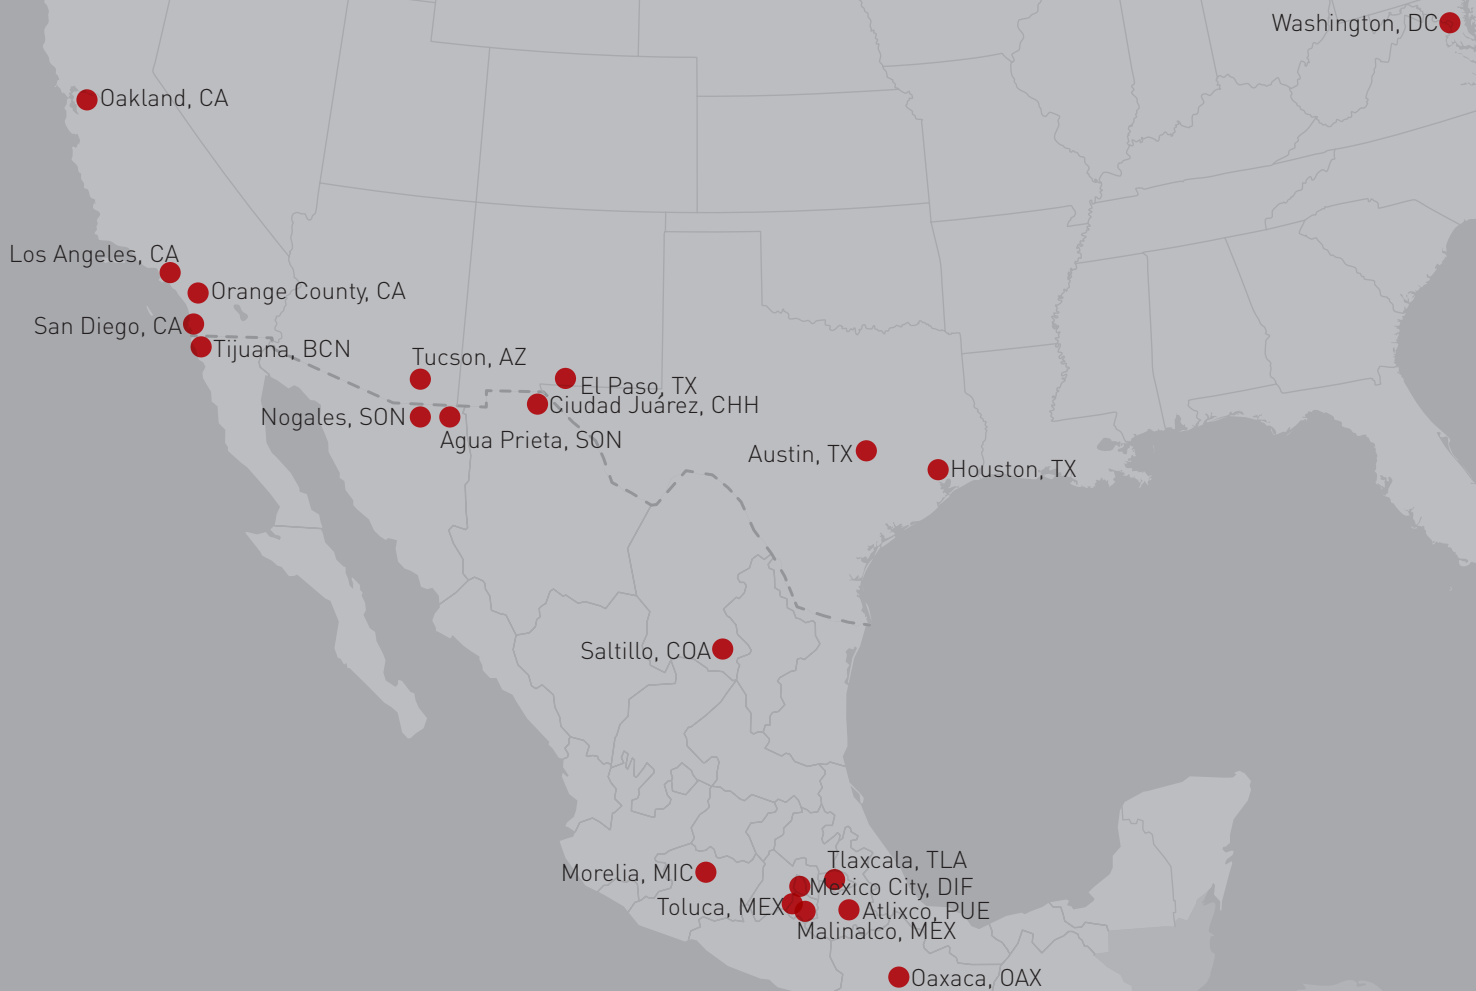 Washington, DC
Oakland, CA
Los Angeles, CA
Orange County, CA
San Diego, CA
Tijuana, BCN
Tucson, AZ
El Paso, TX
Ciudad Juárez, CHH
Nogales, SON
Agua Prieta, SON
Austin, TX
Houston, TX
Saltillo, COA
Tlaxcala, TLA
Morelia, MIC
Mexico City, DIF
Toluca, MEX
Atlixco, PUE
Malinalco, MEX
Oaxaca, OAX